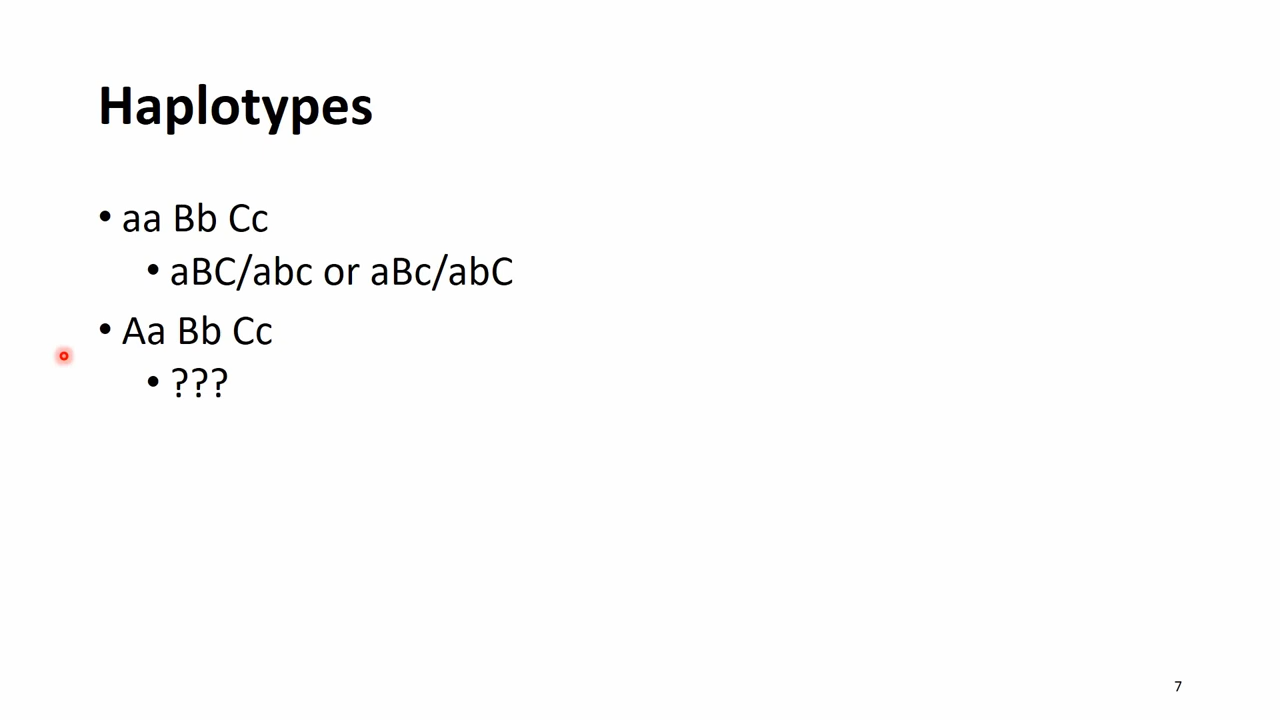 Haplotypes
• aa Bb Cc
• aBC/abc or aBc/abC
• Aa Bb Cc
• ???
7